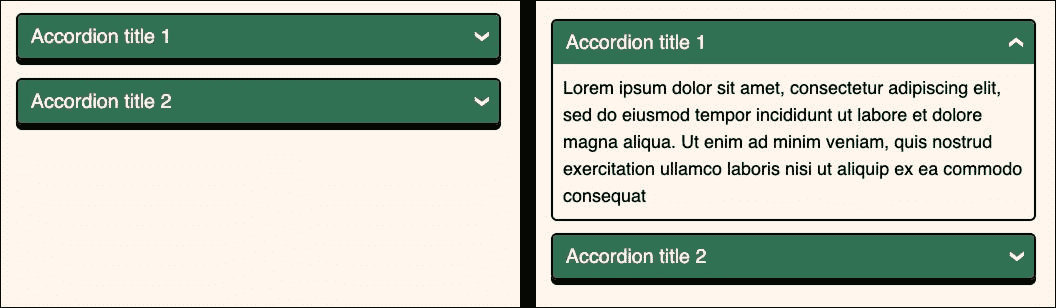 Accordion title 1
Accordion title 2
Accordion title 1
Lorem ipsum dolor sit amet, consectetur adipiscing elit,
sed do eiusmod tempor incididunt ut labore et dolore
magna aliqua. Ut enim ad minim veniam, quis nostrud
exercitation ullamco laboris nisi ut aliquip ex ea commodo
consequat
Accordion title 2